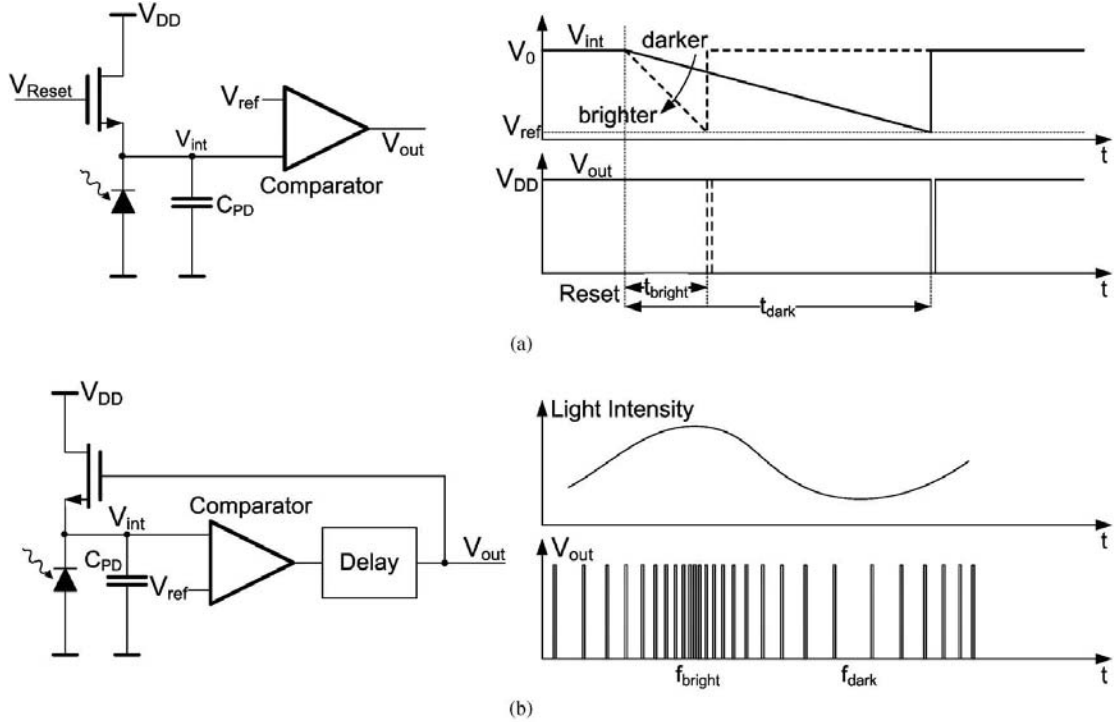 V_DD
V_Reset
V_ref
V_int
V_out
Comparator
C_PD
V_0
V_int
darker
brighter
V_ref
t
V_DD
V_out
t
Reset
t_bright
t_dark
(a)
V_DD
Comparator
V_int
C_PD
V_ref
Delay
V_out
Light Intensity
t
V_out
f_bright
f_dark
t
(b)